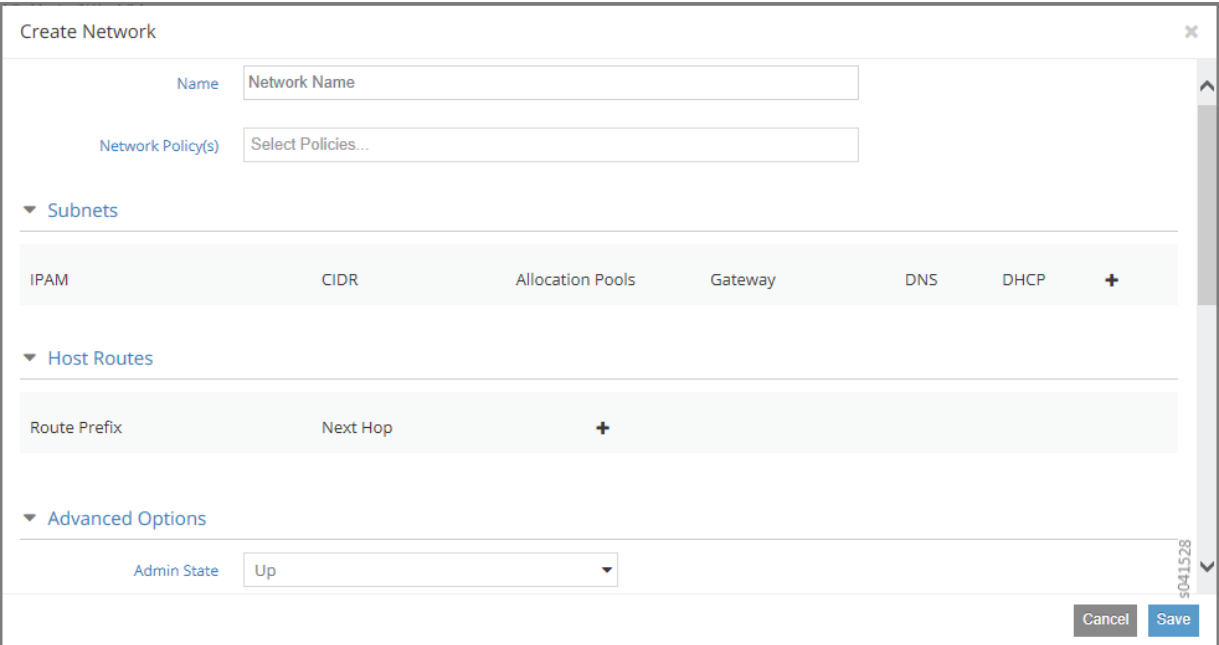 Create Network
×
Name
Network Name
Network Policy(s)
Select Policies...
Subnets
IPAM CIDR Allocation Pools Gateway DNS DHCP +
Host Routes
Route Prefix Next Hop +
Advanced Options
Admin State
Up
s041528
Cancel Save